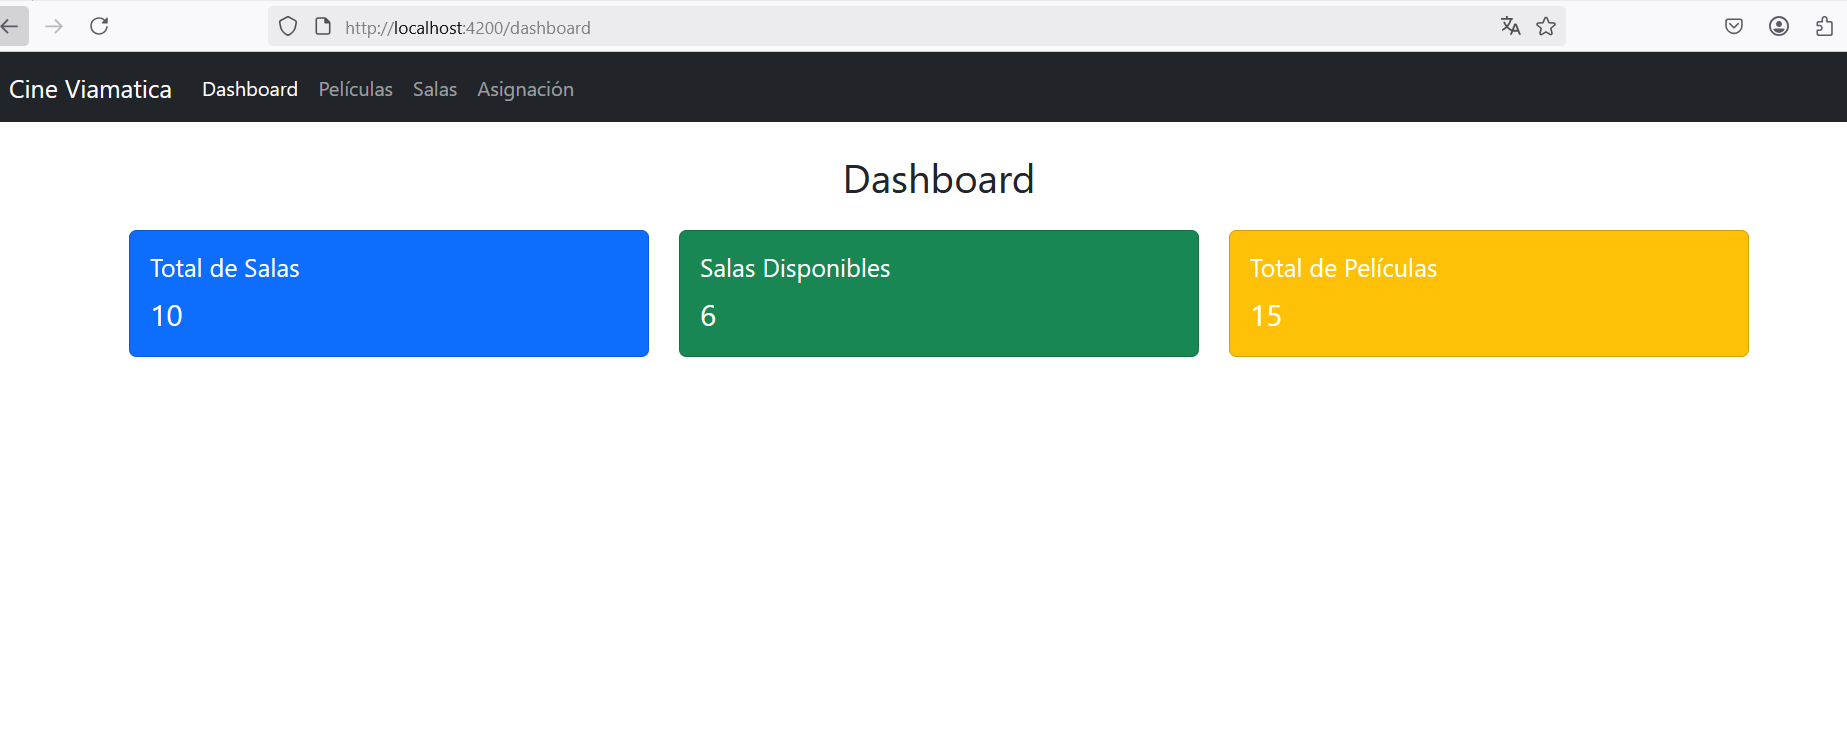 http://localhost:4200/dashboard
Cine Viamatica Dashboard Películas Salas Asignación
Dashboard
Total de Salas
10
Salas Disponibles
6
Total de Películas
15